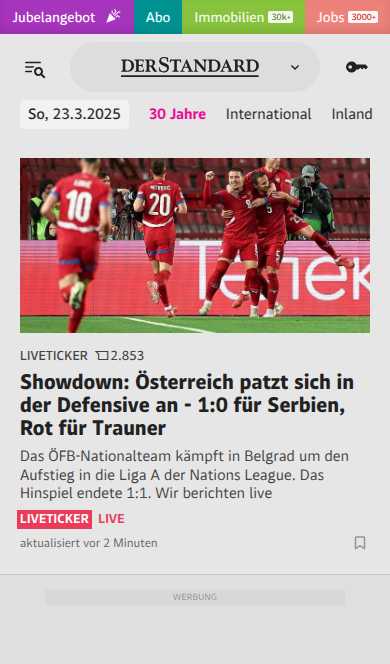 Jubelangebot
Abo
Immobilien 30k+
Jobs 3000+
DERSTANDARD
So, 23.3.2025 30 Jahre International Inland
10
20
LIVETICKER 2.853
Showdown: Österreich patzt sich in
der Defensive an - 1:0 für Serbien,
Rot für Trauner
Das ÖFB-Nationalteam kämpft in Belgrad um den
Aufstieg in die Liga A der Nations League. Das
Hinspiel endete 1:1. Wir berichten live
LIVETICKER LIVE
aktualisiert vor 2 Minuten
WERBUNG